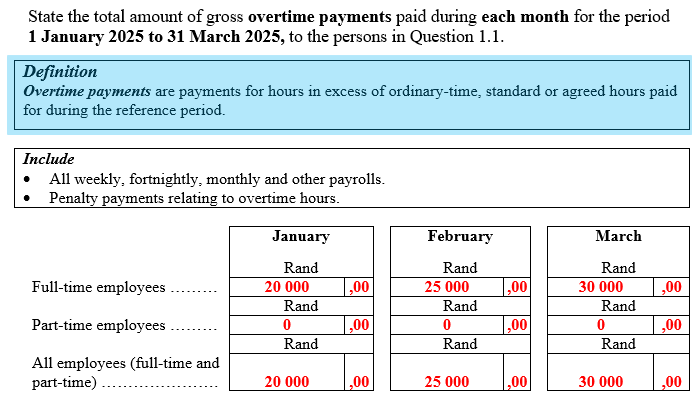 State the total amount of gross overtime payments paid during each month for the period
1 January 2025 to 31 March 2025, to the persons in Question 1.1.
Definition
Overtime payments are payments for hours in excess of ordinary-time, standard or agreed hours paid
for during the reference period.
Include
• All weekly, fortnightly, monthly and other payrolls.
• Penalty payments relating to overtime hours.
January February March
Rand Rand Rand
Full-time employees ......... 20 000 ,00 25 000 ,00 30 000 ,00
Rand Rand Rand
Part-time employees ......... 0 ,00 0 ,00 0 ,00
Rand Rand Rand
All employees (full-time and
part-time) ...................... 20 000 ,00 25 000 ,00 30 000 ,00